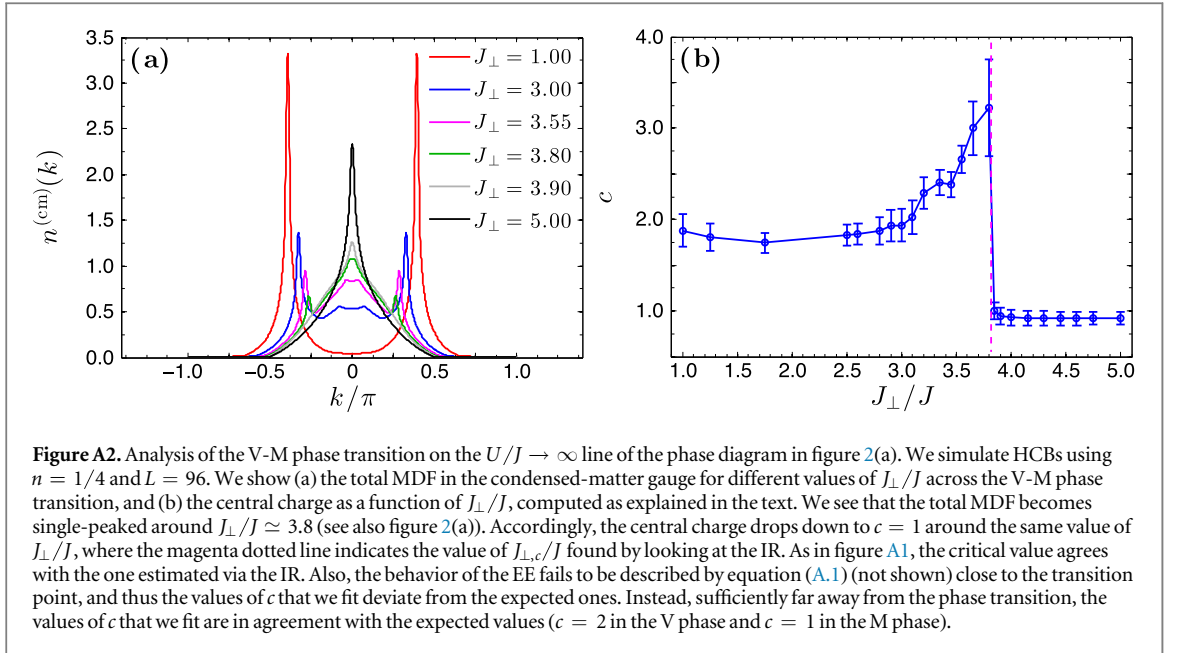 (a)
3.5
3.0
2.5
2.0
1.5
1.0
0.5
0.0
n^(cm)(k)
−1.0 −0.5 0 0.5 1.0
k/π
J⊥ = 1.00
J⊥ = 3.00
J⊥ = 3.55
J⊥ = 3.80
J⊥ = 3.90
J⊥ = 5.00
(b)
4.0
3.0
2.0
1.0
c
1.0 1.5 2.0 2.5 3.0 3.5 4.0 4.5 5.0
J⊥/J
Figure A2. Analysis of the V-M phase transition on the U/J → ∞ line of the phase diagram in figure 2(a). We simulate HCBs using
n = 1/4 and L = 96. We show (a) the total MDF in the condensed-matter gauge for different values of J⊥/J across the V-M phase
transition, and (b) the central charge as a function of J⊥/J, computed as explained in the text. We see that the total MDF becomes
single-peaked around J⊥/J ≃ 3.8 (see also figure 2(a)). Accordingly, the central charge drops down to c = 1 around the same value of
J⊥/J, where the magenta dotted line indicates the value of J⊥,c/J found by looking at the IR. As in figure A1, the critical value agrees
with the one estimated via the IR. Also, the behavior of the EE fails to be described by equation (A.1) (not shown) close to the transition
point, and thus the values of c that we fit deviate from the expected ones. Instead, sufficiently far away from the phase transition, the
values of c that we fit are in agreement with the expected values (c = 2 in the V phase and c = 1 in the M phase).